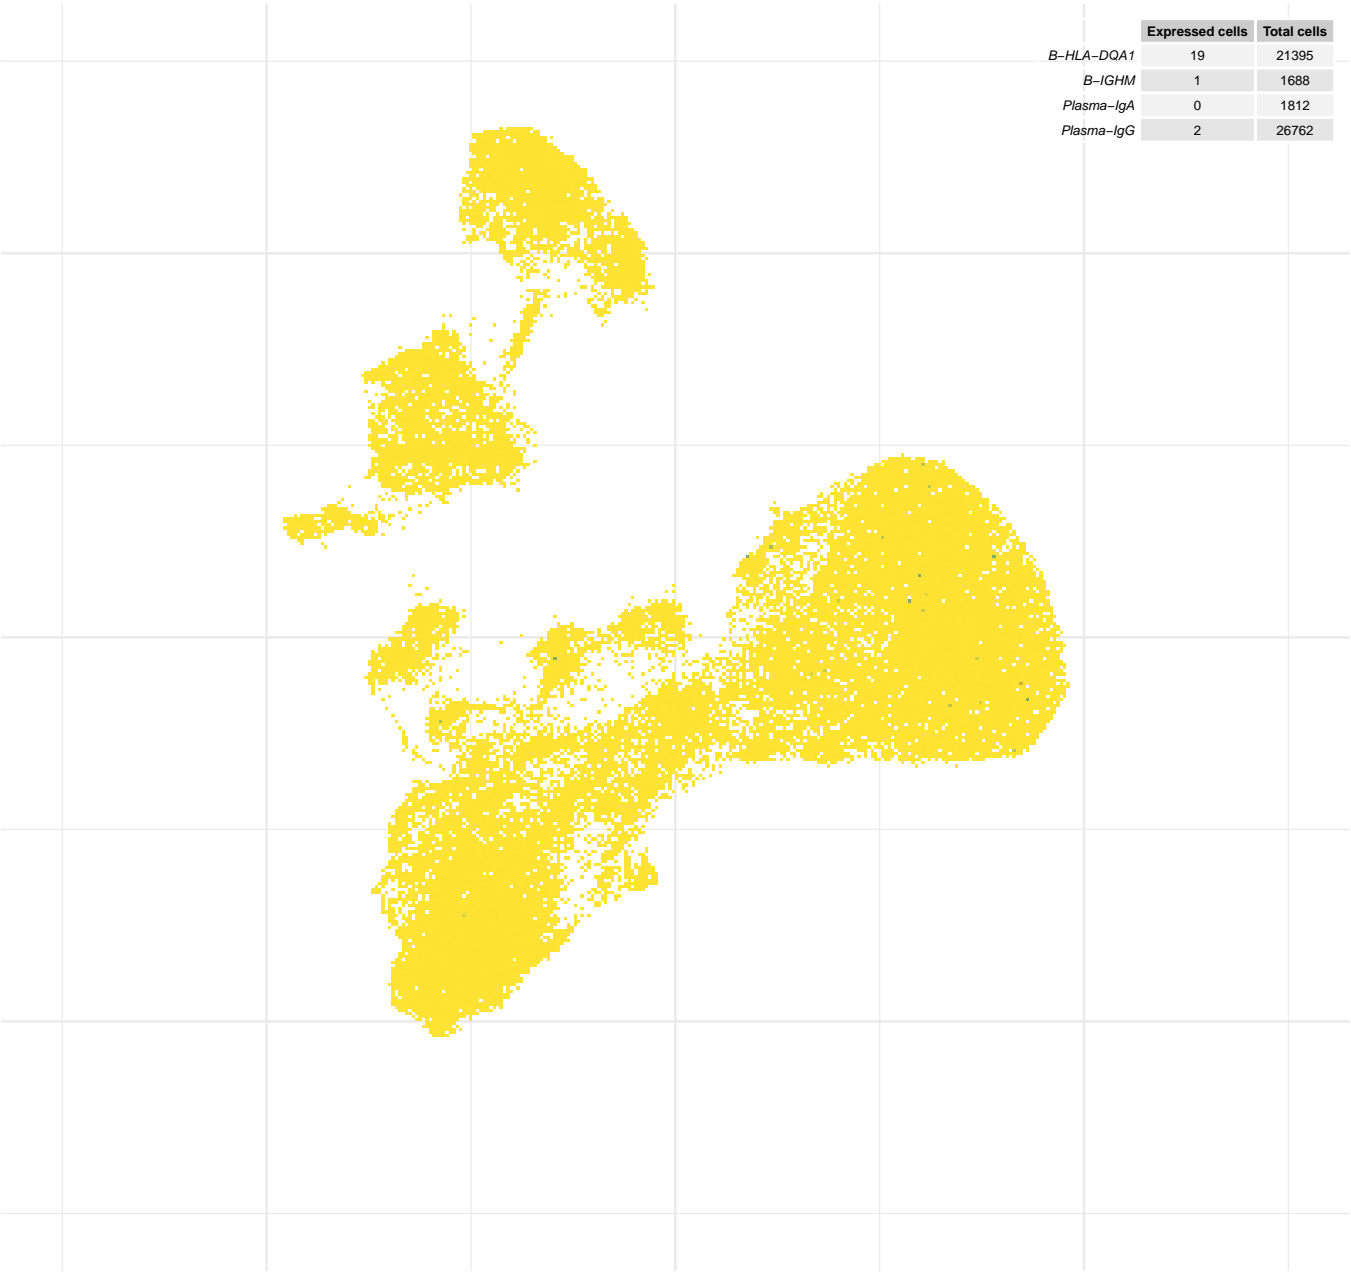 Expressed cells Total cells
B−HLA−DQA1 19 21395
B−IGHM 1 1688
Plasma−IgA 0 1812
Plasma−IgG 2 26762